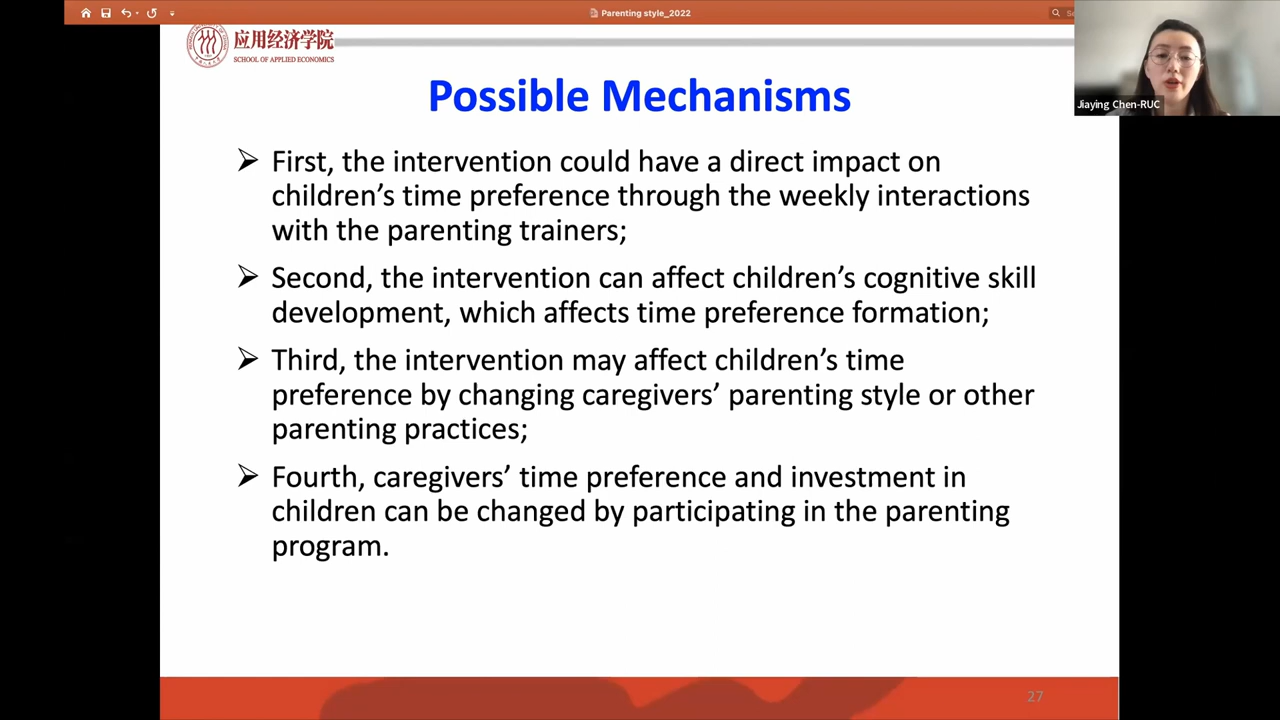 Parenting style_2022
应用经济学院
SCHOOL OF APPLIED ECONOMICS
Jiaying Chen-RUC
Possible Mechanisms
First, the intervention could have a direct impact on
children’s time preference through the weekly interactions
with the parenting trainers;
Second, the intervention can affect children’s cognitive skill
development, which affects time preference formation;
Third, the intervention may affect children’s time
preference by changing caregivers’ parenting style or other
parenting practices;
Fourth, caregivers’ time preference and investment in
children can be changed by participating in the parenting
program.
27